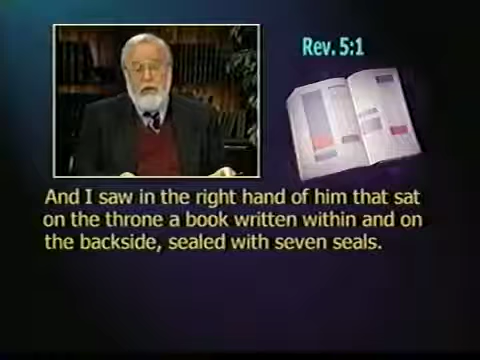 Rev. 5:1
And I saw in the right hand of him that sat
on the throne a book written within and on
the backside, sealed with seven seals.